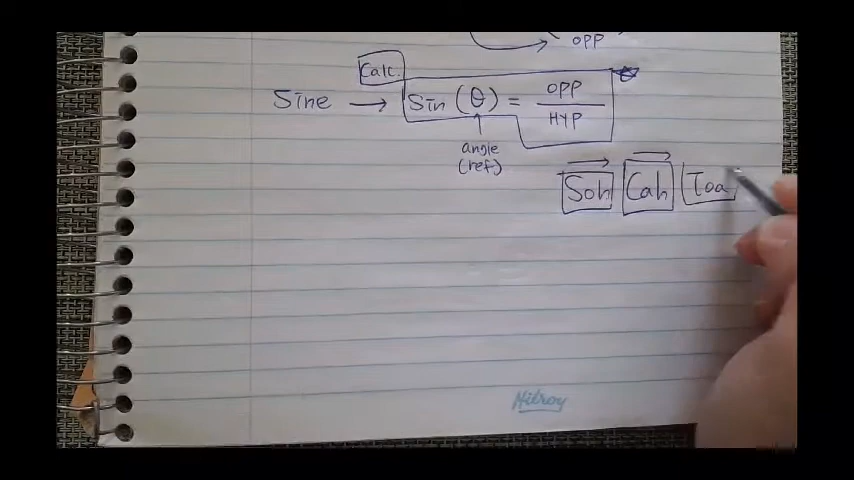 OPP
Calc.
Sine → Sin (θ) = OPP
HYP
angle
(ref)
Soh Cah Toa
Hilroy